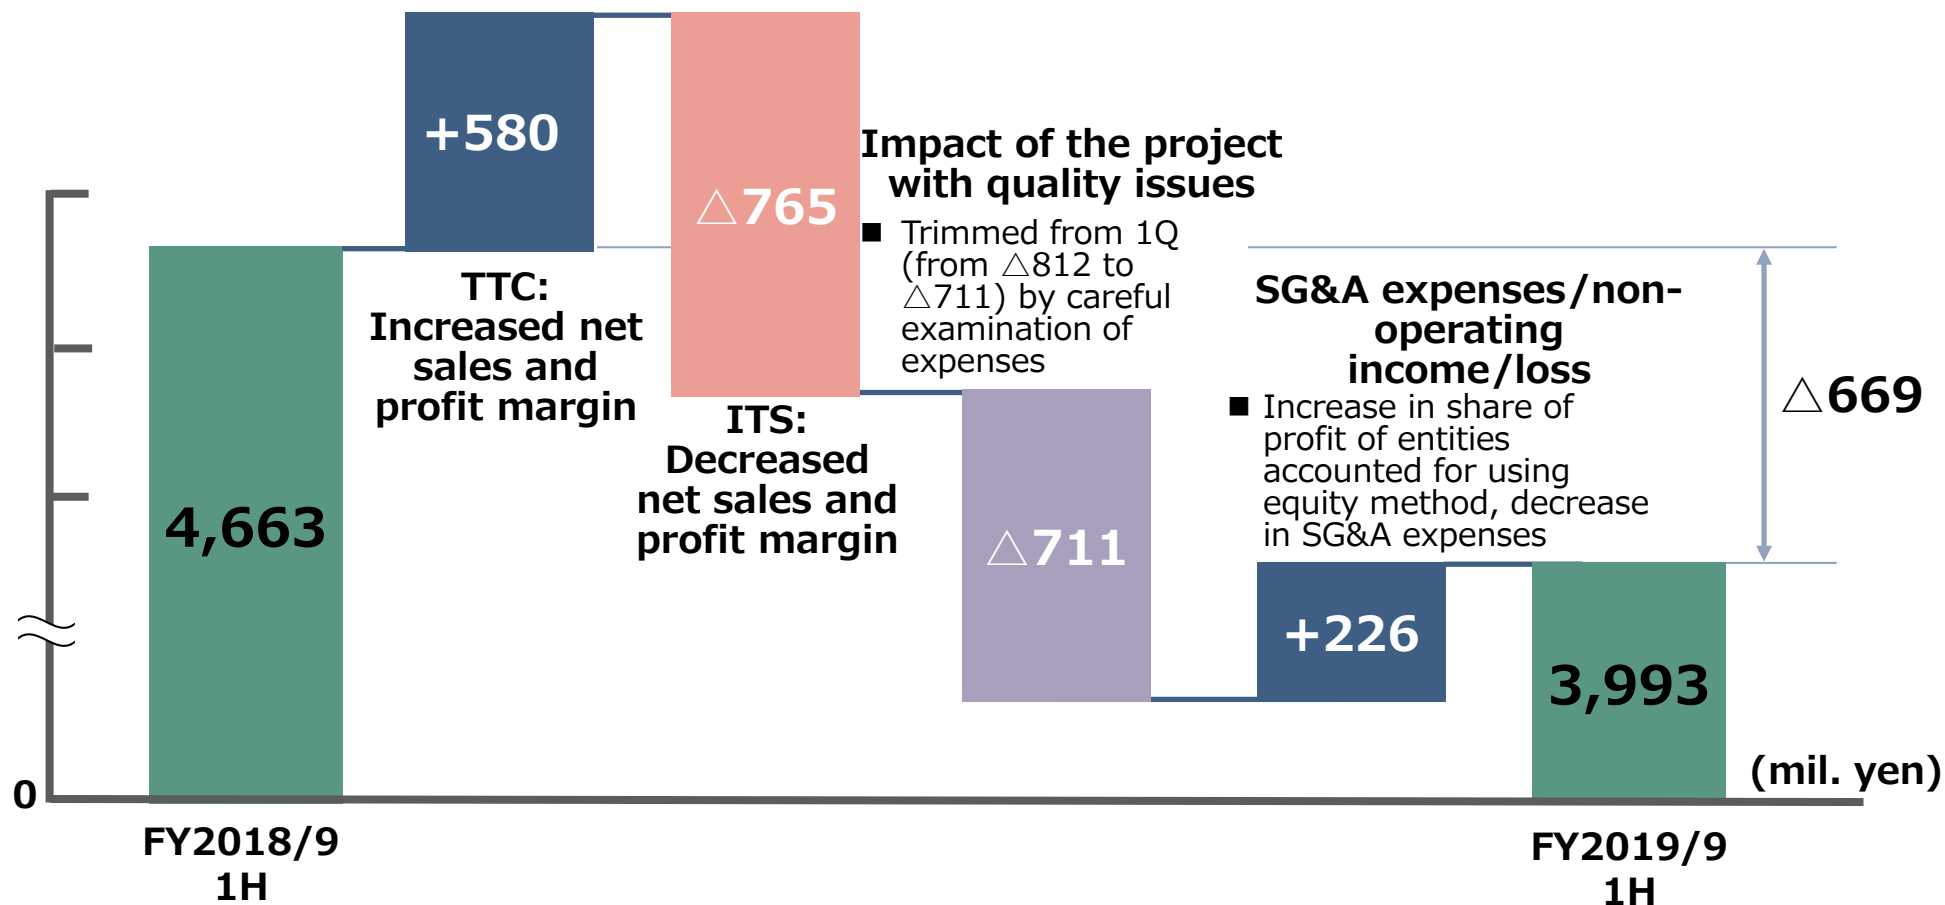 +580
△765
Impact of the project
with quality issues
■ Trimmed from 1Q
(from △812 to
△711) by careful
examination of
expenses
TTC:
Increased net
sales and
profit margin
SG&A expenses/non-
operating
income/loss
■ Increase in share of
profit of entities
accounted for using
equity method, decrease
in SG&A expenses
△669
ITS:
Decreased
net sales and
profit margin
4,663
△711
+226
3,993
(mil. yen)
0
FY2018/9
1H
FY2019/9
1H